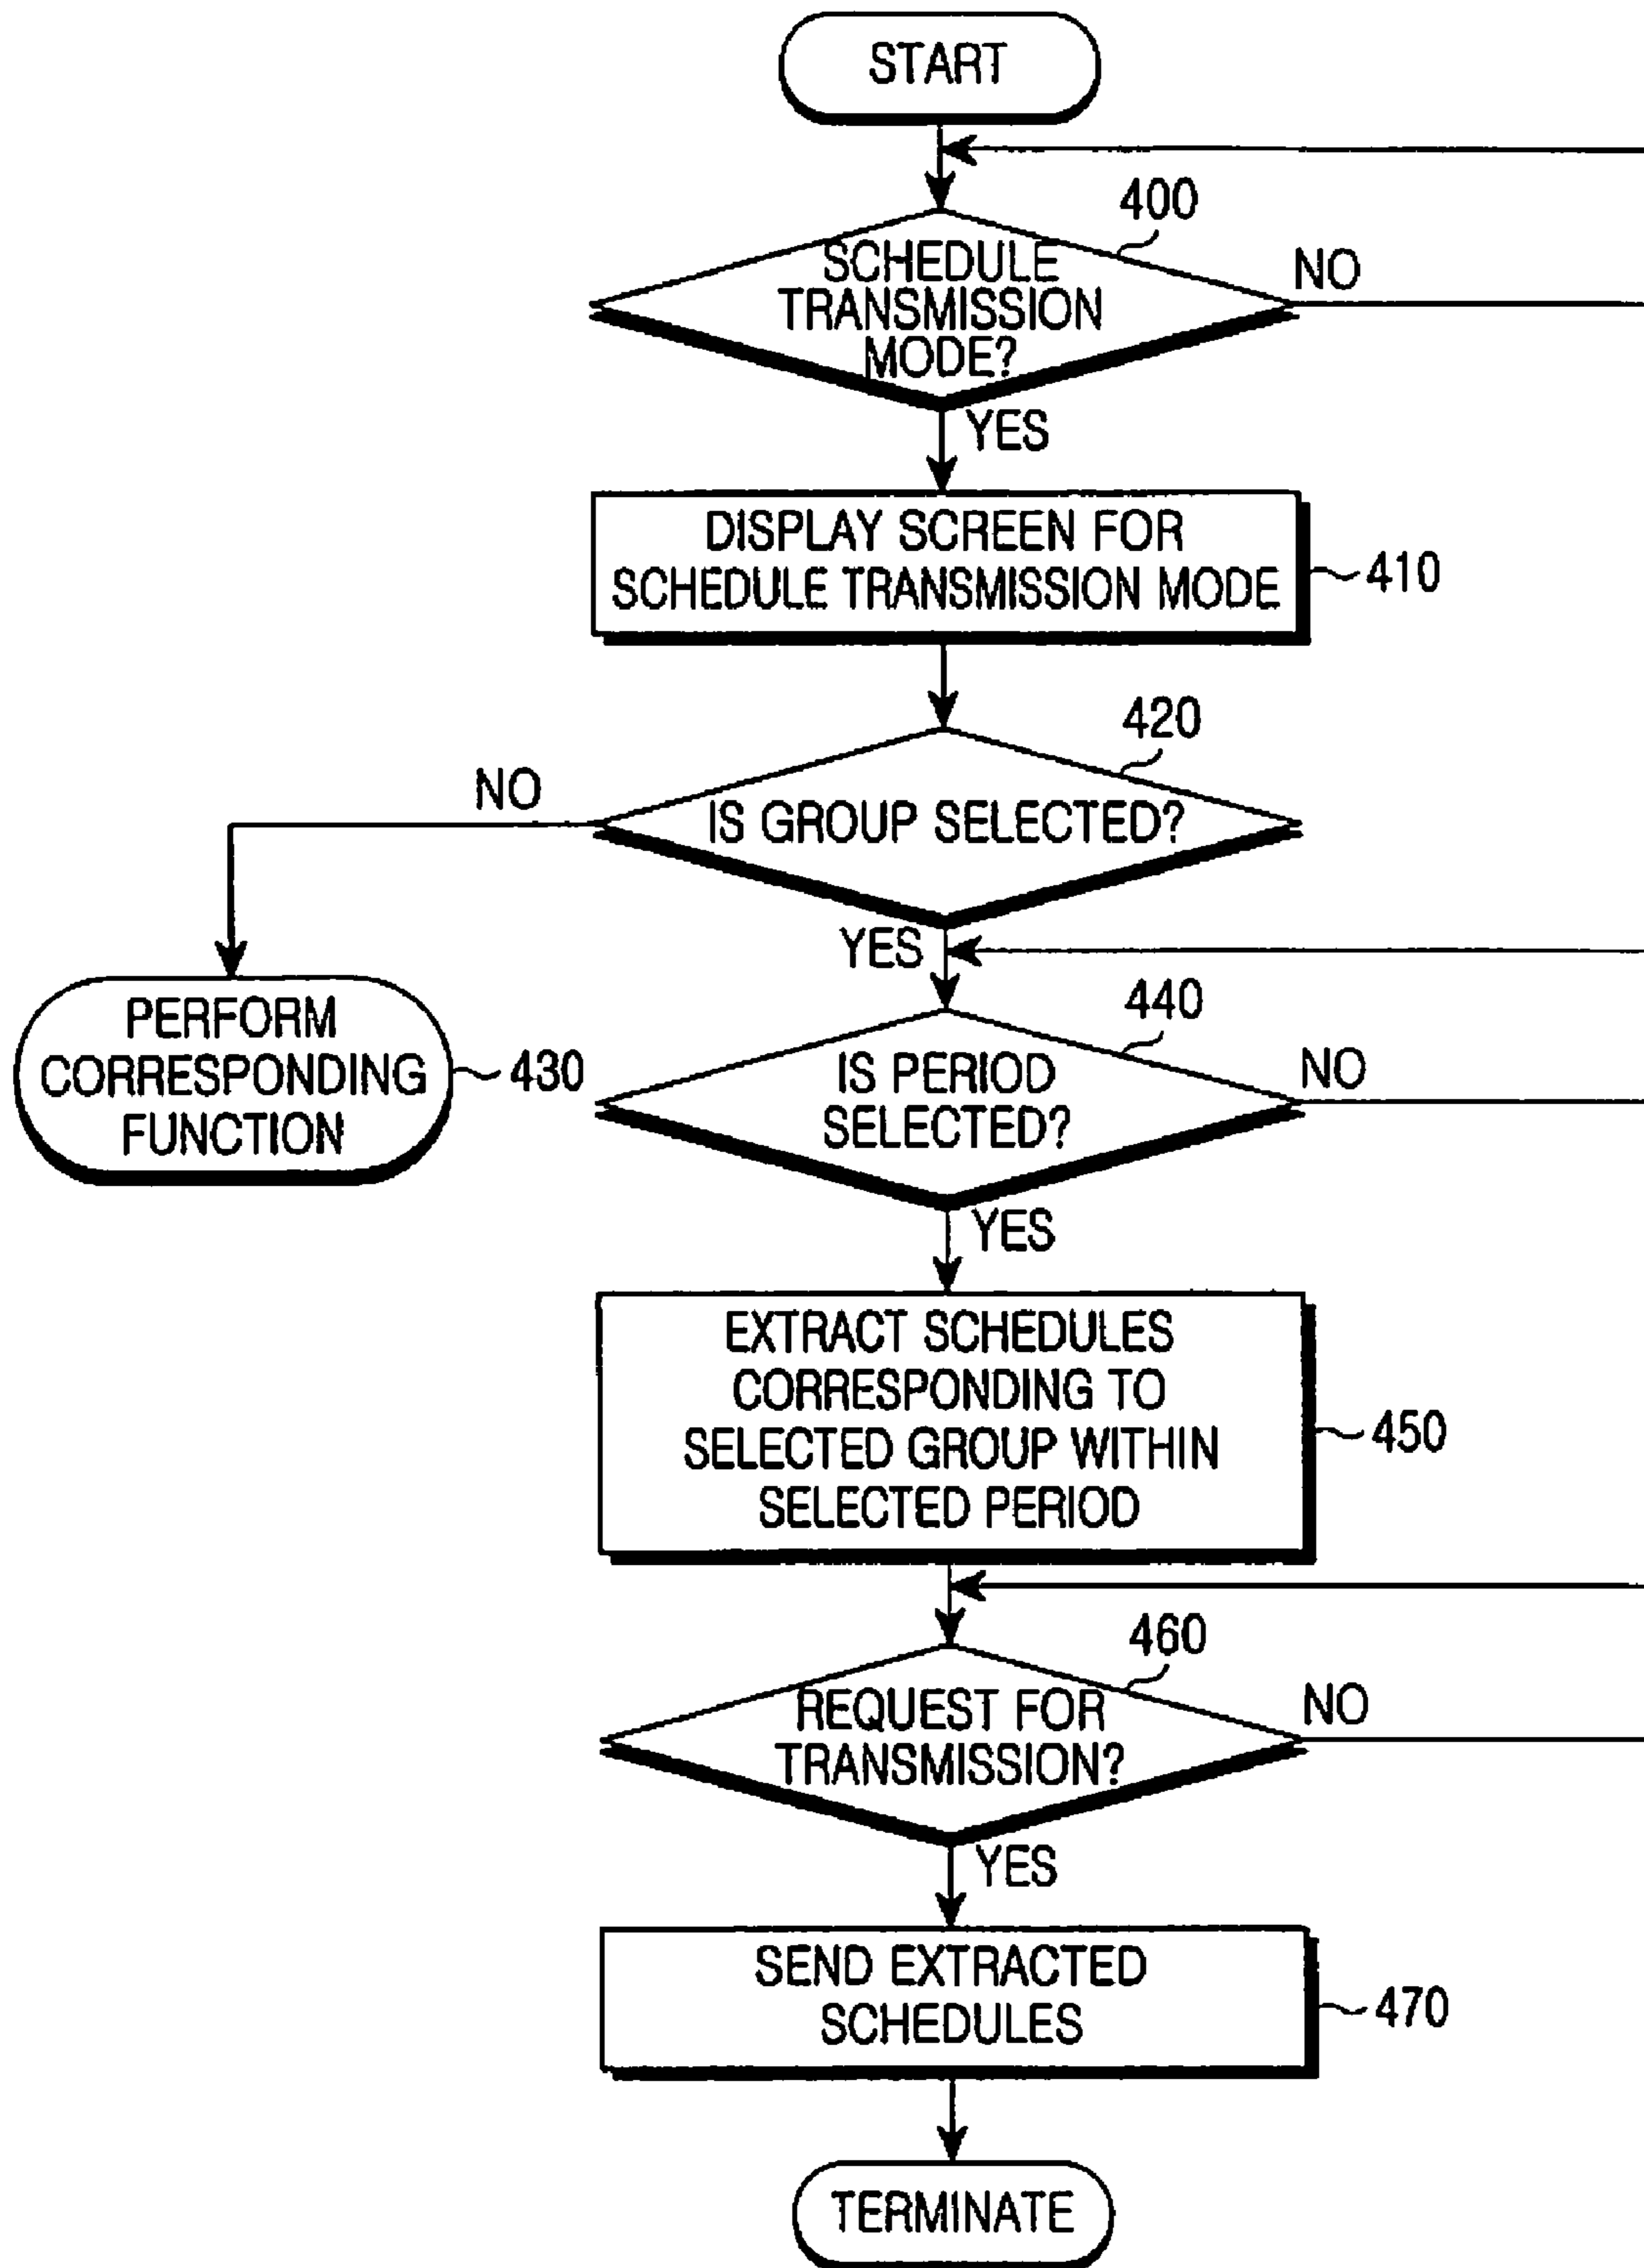 START
400
SCHEDULE
TRANSMISSION
MODE?
NO
YES
DISPLAY SCREEN FOR
SCHEDULE TRANSMISSION MODE
410
420
NO
IS GROUP SELECTED?
YES
PERFORM
CORRESPONDING
FUNCTION
430
440
IS PERIOD
SELECTED?
NO
YES
EXTRACT SCHEDULES
CORRESPONDING TO
SELECTED GROUP WITHIN
SELECTED PERIOD
450
460
REQUEST FOR
TRANSMISSION?
NO
YES
SEND EXTRACTED
SCHEDULES
470
TERMINATE